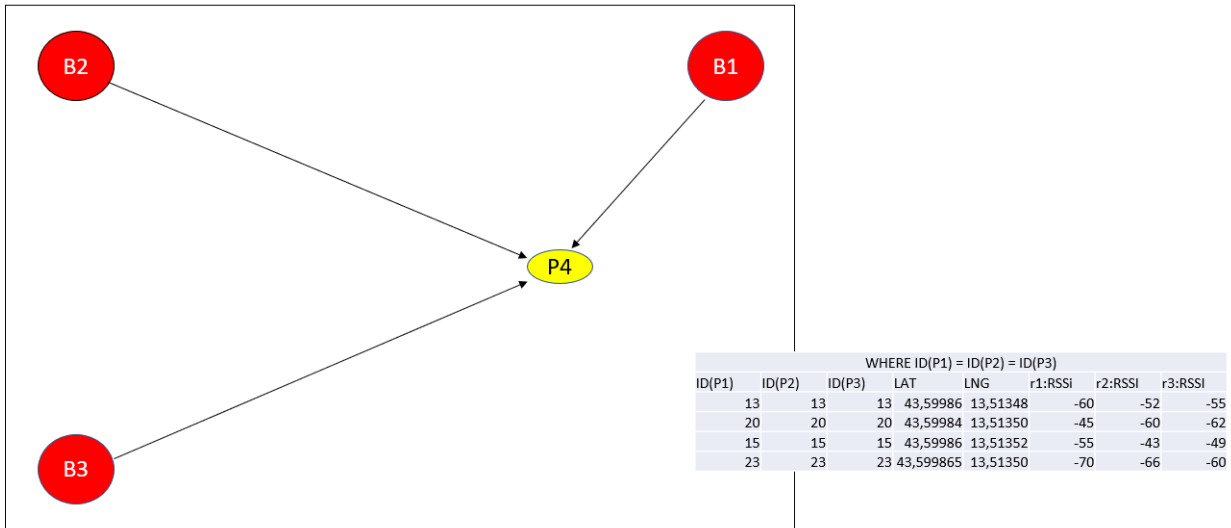 B2
B1
P4
B3
WHERE ID(P1) = ID(P2) = ID(P3)
ID(P1) ID(P2) ID(P3) LAT LNG r1:RSSi r2:RSSI r3:RSSI
13 13 13 43,59986 13,51348 -60 -52 -55
20 20 20 43,59984 13,51350 -45 -60 -62
15 15 15 43,59986 13,51352 -55 -43 -49
23 23 23 43,599865 13,51350 -70 -66 -60